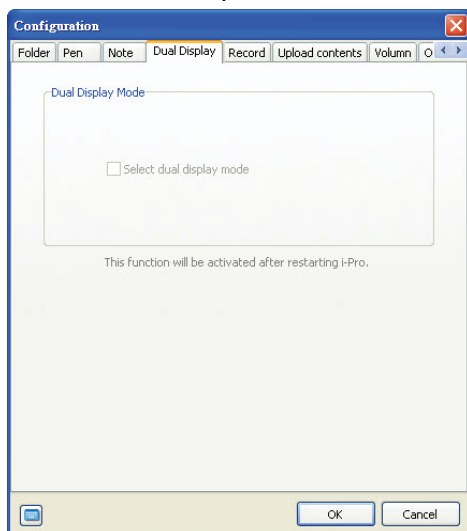 Configuration
Folder Pen Note Dual Display Record Upload contents Volumn O
Dual Display Mode
Select dual display mode
This function will be activated after restarting i-Pro.
OK Cancel